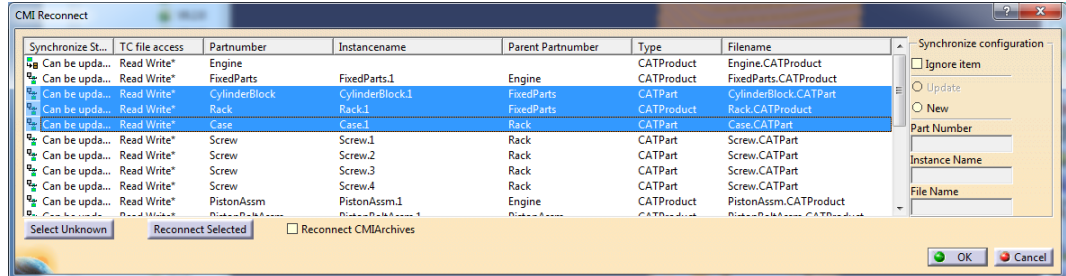 CMI Reconnect
Synchronize St... TC file access Partnumber Instancename Parent Partnumber Type Filename
Can be upda... Read Write* Engine CATProduct Engine.CATProduct
Can be upda... Read Write* FixedParts FixedParts.1 Engine CATProduct FixedParts.CATProduct
Can be upda... Read Write* CylinderBlock CylinderBlock.1 FixedParts CATPart CylinderBlock.CATPart
Can be upda... Read Write* Rack Rack.1 FixedParts CATProduct Rack.CATProduct
Can be upda... Read Write* Case Case.1 Rack CATPart Case.CATPart
Can be upda... Read Write* Screw Screw.1 Rack CATPart Screw.CATPart
Can be upda... Read Write* Screw Screw.2 Rack CATPart Screw.CATPart
Can be upda... Read Write* Screw Screw.3 Rack CATPart Screw.CATPart
Can be upda... Read Write* Screw Screw.4 Rack CATPart Screw.CATPart
Can be upda... Read Write* PistonAssm PistonAssm.1 Engine CATProduct PistonAssm.CATProduct
Synchronize configuration
Ignore item
Update
New
Part Number
Instance Name
File Name
Select Unknown Reconnect Selected Reconnect CMIArchives
OK Cancel